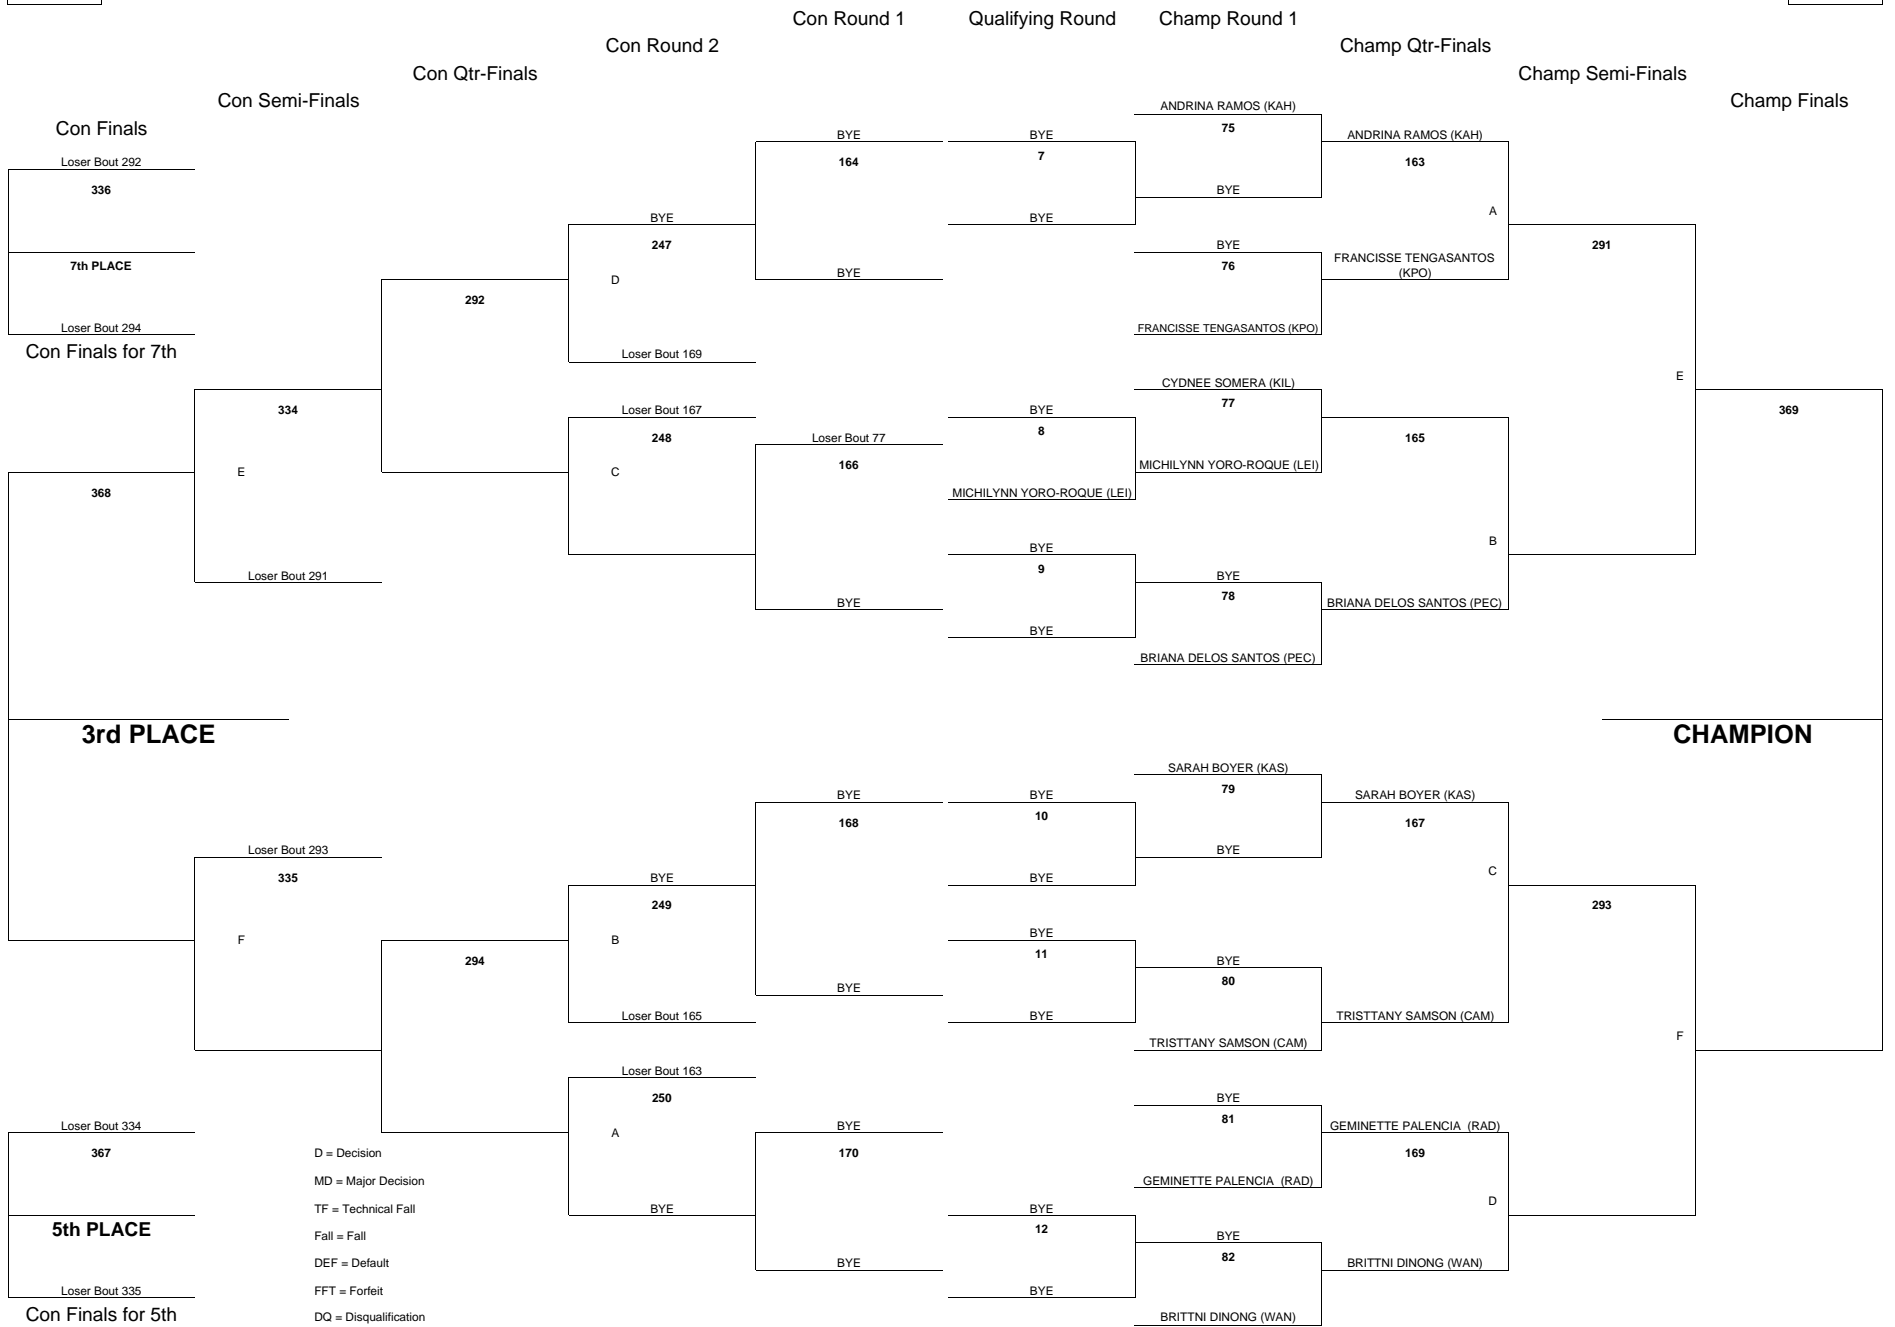 Con Round 1
Qualifying Round
Champ Round 1
Con Round 2
Champ Qtr-Finals
Con Qtr-Finals
Champ Semi-Finals
Con Semi-Finals
Champ Finals
Con Finals
Loser Bout 292
336
7th PLACE
Loser Bout 294
Con Finals for 7th
368
3rd PLACE
Loser Bout 334
367
5th PLACE
Loser Bout 335
Con Finals for 5th
334
E
Loser Bout 291
Loser Bout 293
335
F
292
294
D = Decision
MD = Major Decision
TF = Technical Fall
Fall = Fall
DEF = Default
FFT = Forfeit
DQ = Disqualification
BYE
247
D
Loser Bout 169
Loser Bout 167
248
C
BYE
249
B
Loser Bout 165
Loser Bout 163
250
A
BYE
BYE
164
BYE
Loser Bout 77
166
BYE
BYE
168
BYE
BYE
170
BYE
BYE
7
BYE
BYE
8
MICHILYNN YORO-ROQUE (LEI)
BYE
9
BYE
BYE
10
BYE
BYE
11
BYE
BYE
12
BYE
ANDRINA RAMOS (KAH)
75
BYE
BYE
76
FRANCISSE TENGASANTOS (KPO)
CYDNEE SOMERA (KIL)
77
MICHILYNN YORO-ROQUE (LEI)
BYE
78
BRIANA DELOS SANTOS (PEC)
SARAH BOYER (KAS)
79
BYE
BYE
80
TRISTTANY SAMSON (CAM)
BYE
81
GEMINETTE PALENCIA (RAD)
BYE
82
BRITTNI DINONG (WAN)
ANDRINA RAMOS (KAH)
163
A
FRANCISSE TENGASANTOS
(KPO)
165
B
BRIANA DELOS SANTOS (PEC)
SARAH BOYER (KAS)
167
C
TRISTTANY SAMSON (CAM)
GEMINETTE PALENCIA (RAD)
169
D
BRITTNI DINONG (WAN)
291
E
293
F
369
CHAMPION